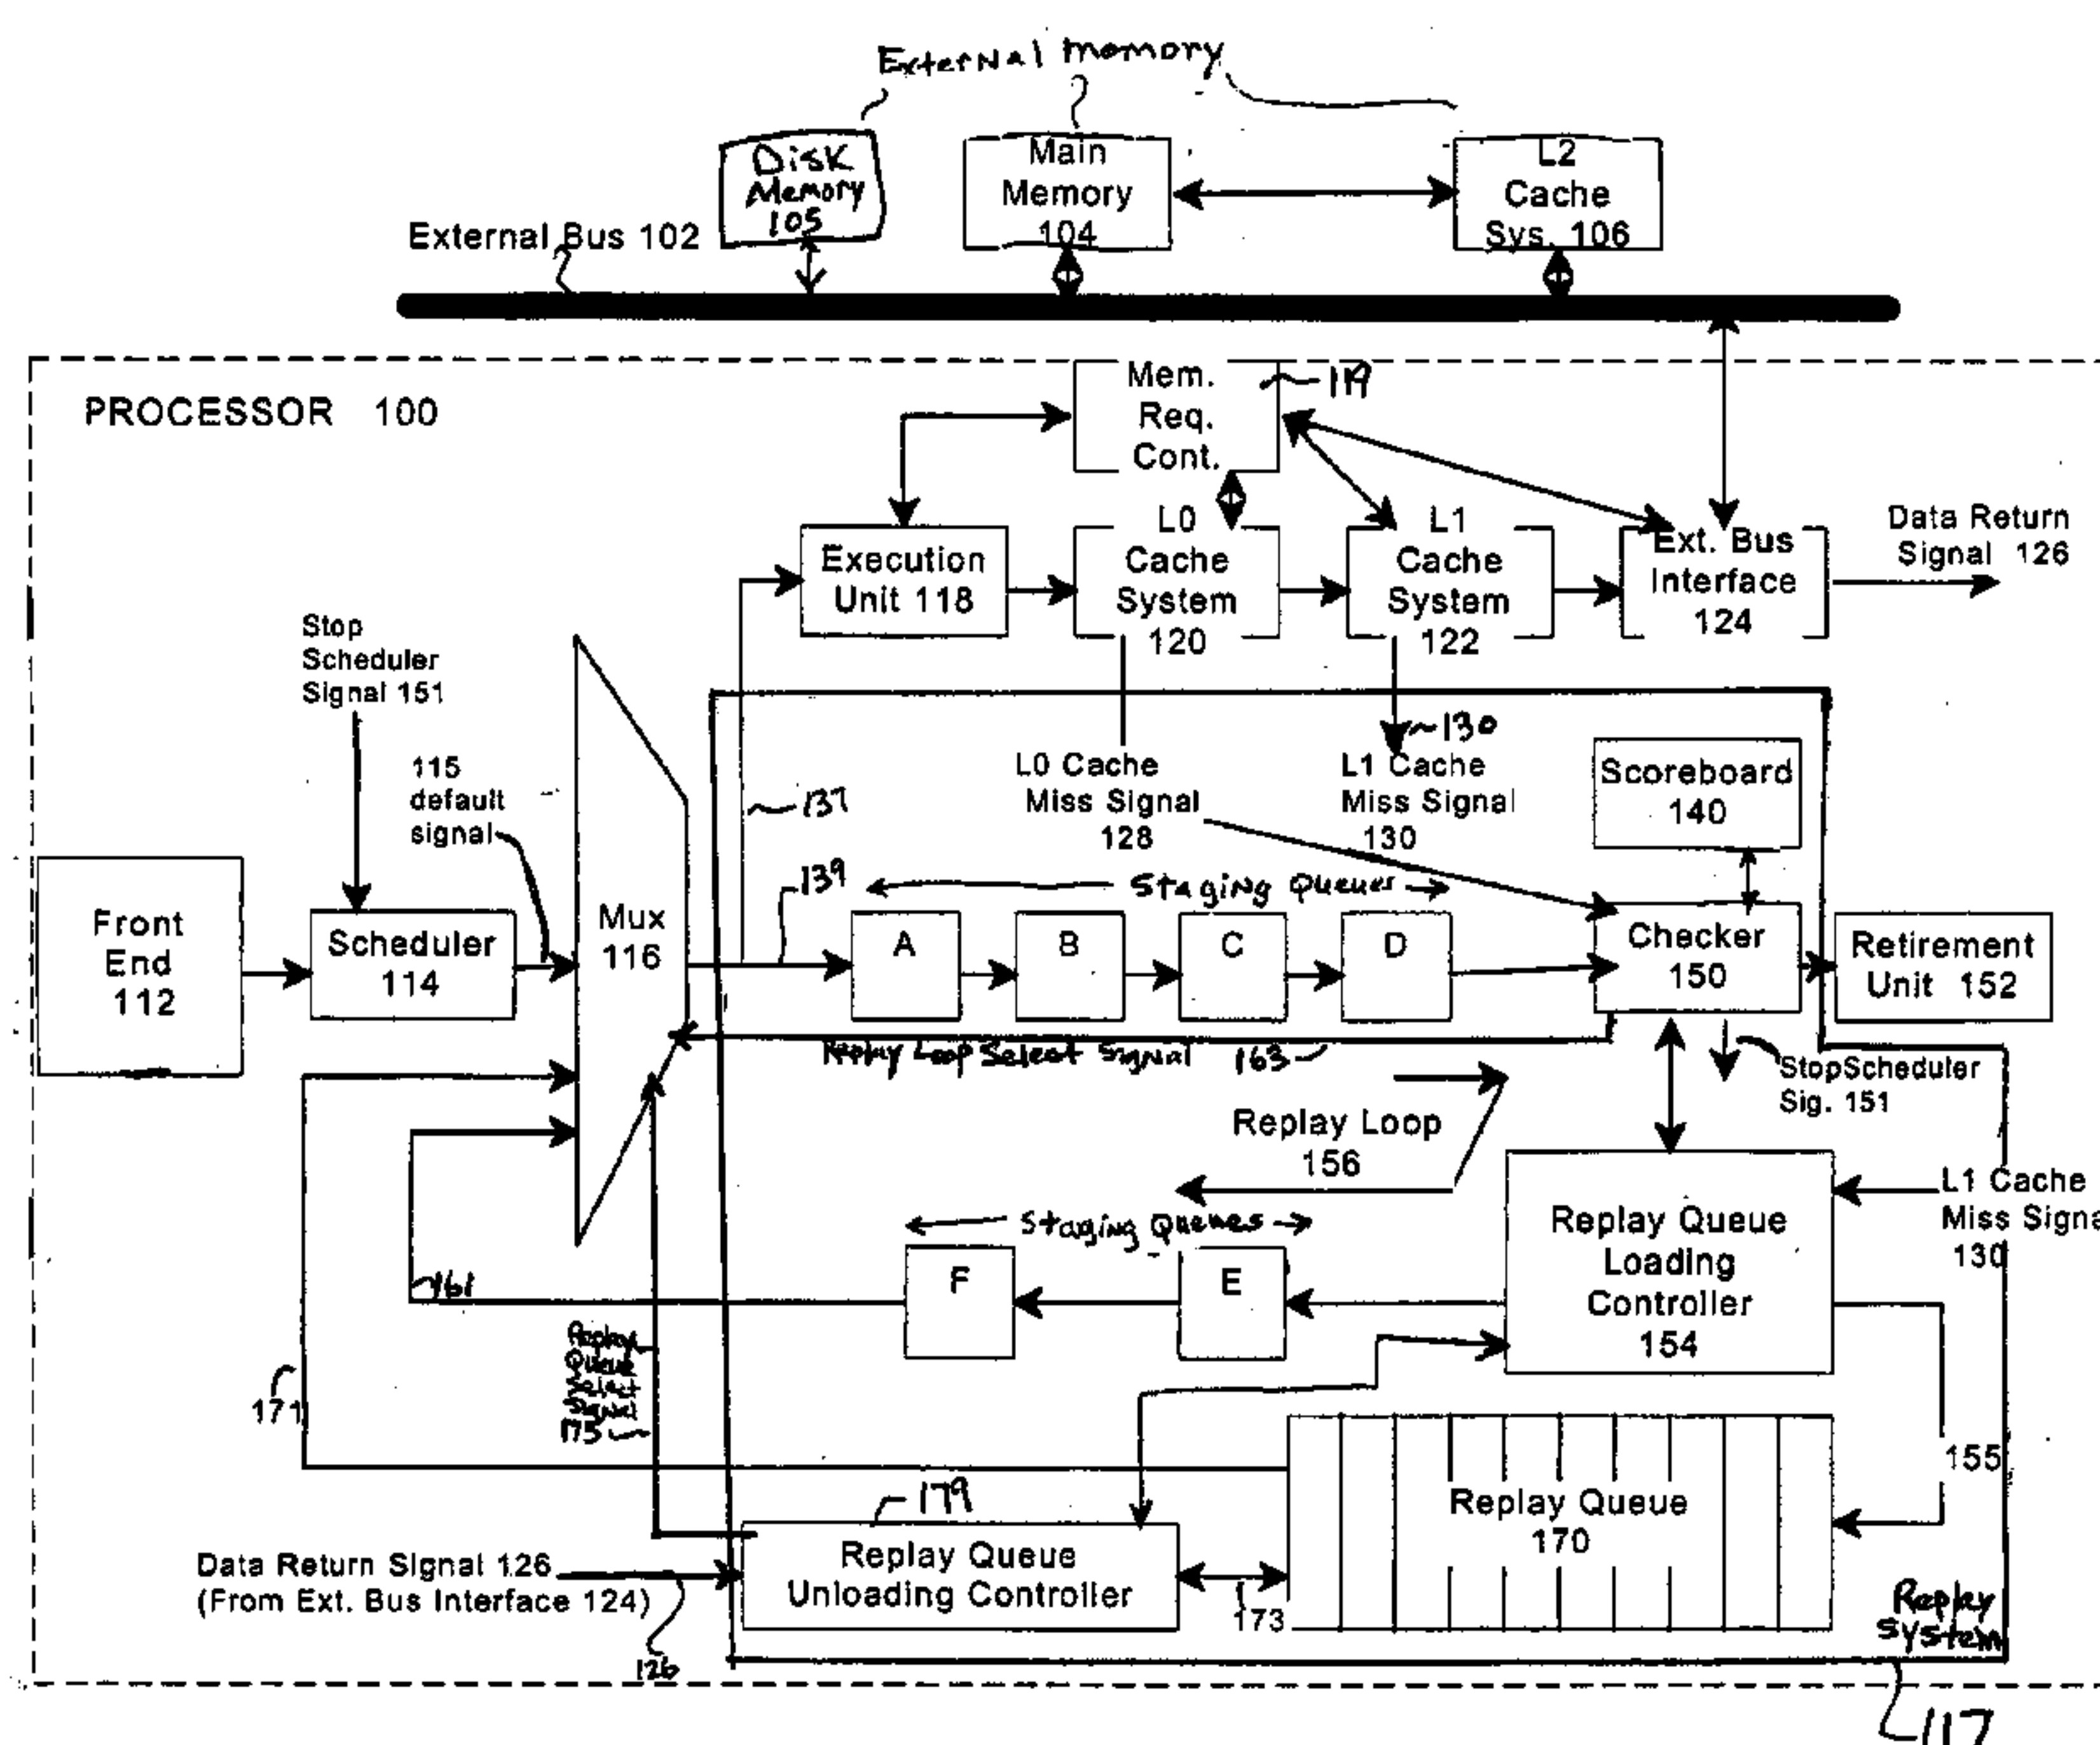 External memory
Disk
Memory
105
Main
Memory
104
L2
Cache
Sys. 106
External Bus 102
PROCESSOR 100
Mem.
Req.
Cont.
119
Execution
Unit 118
L0
Cache
System
120
L1
Cache
System
122
Ext. Bus
Interface
124
Data Return
Signal 126
Stop
Scheduler
Signal 151
115
default
signal
137
130
L0 Cache
Miss Signal
128
L1 Cache
Miss Signal
130
Scoreboard
140
139
Staging Queues
Front
End
112
Scheduler
114
Mux
116
A
B
C
D
Checker
150
Retirement
Unit 152
Replay Loop Select Signal 163
StopScheduler
Sig. 151
Replay Loop
156
Staging Queues
L1 Cache
Miss Signa
130
Replay Queue
Loading
Controller
154
F
E
161
Replay
Queue
Select
Signal
175
171
155
179
Replay Queue
170
Replay Queue
Unloading Controller
173
Data Return Signal 126
(From Ext. Bus Interface 124)
126
Replay
System
117